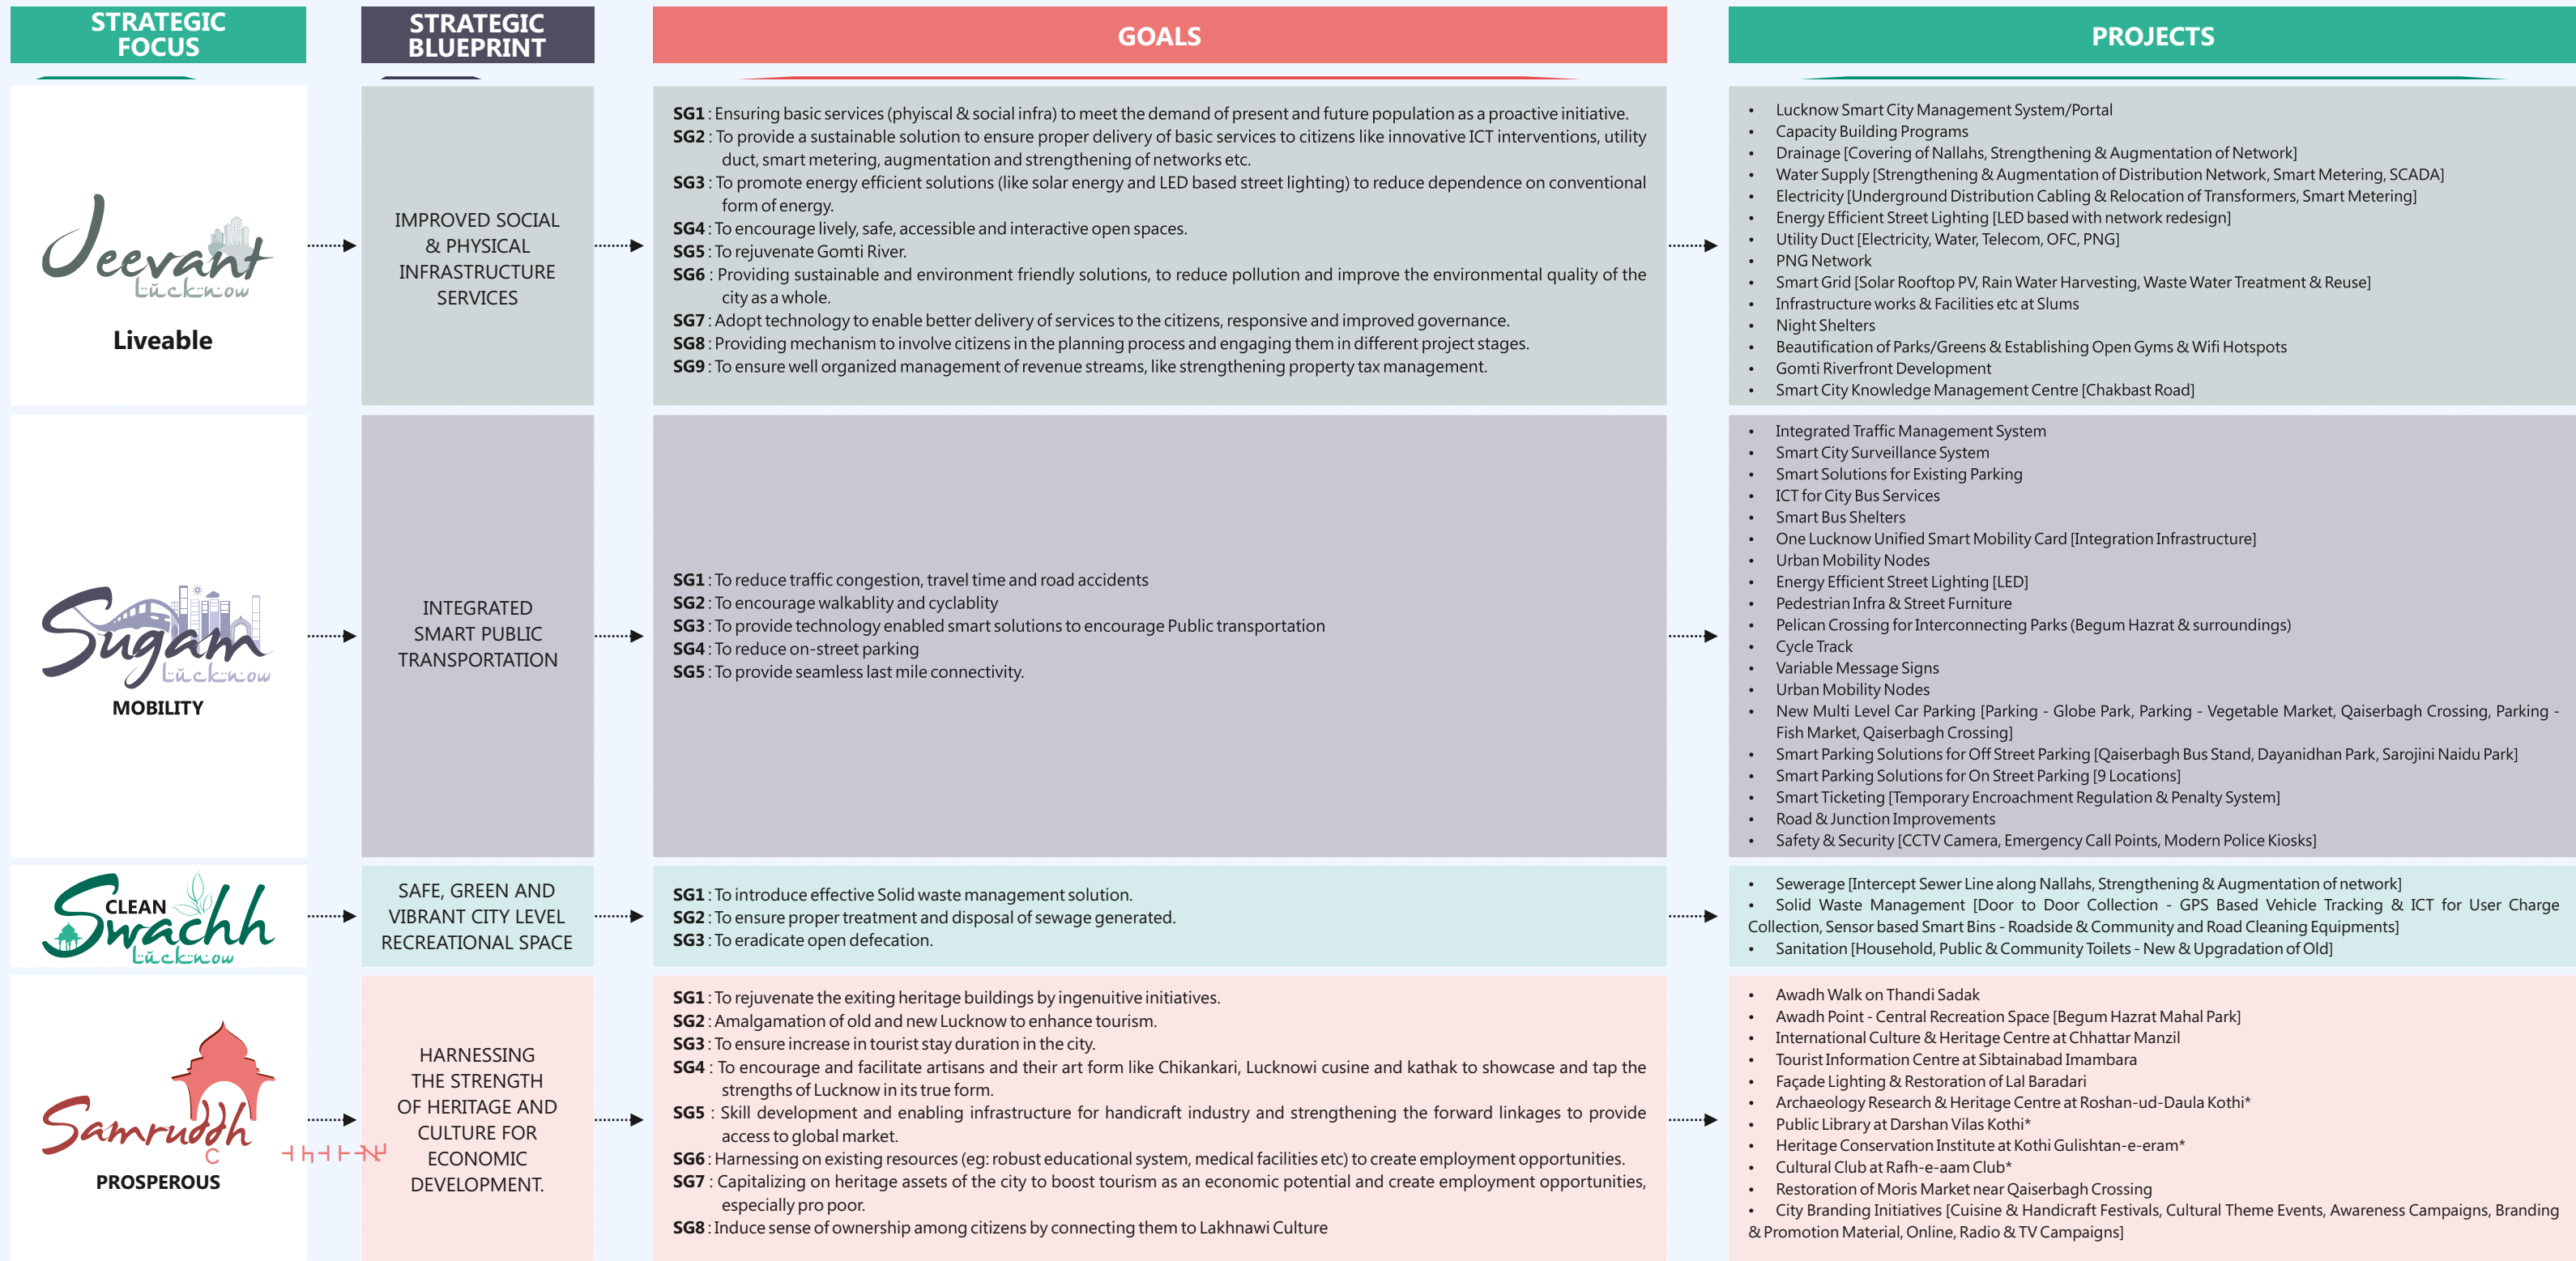 STRATEGIC
FOCUS
STRATEGIC
BLUEPRINT
GOALS
PROJECTS
Jeevant
Lucknow
Liveable
IMPROVED SOCIAL
& PHYSICAL
INFRASTRUCTURE
SERVICES
SG1 : Ensuring basic services (phyiscal & social infra) to meet the demand of present and future population as a proactive initiative.
SG2 : To provide a sustainable solution to ensure proper delivery of basic services to citizens like innovative ICT interventions, utility
duct, smart metering, augmentation and strengthening of networks etc.
SG3 : To promote energy efficient solutions (like solar energy and LED based street lighting) to reduce dependence on conventional
form of energy.
SG4 : To encourage lively, safe, accessible and interactive open spaces.
SG5 : To rejuvenate Gomti River.
SG6 : Providing sustainable and environment friendly solutions, to reduce pollution and improve the environmental quality of the
city as a whole.
SG7 : Adopt technology to enable better delivery of services to the citizens, responsive and improved governance.
SG8 : Providing mechanism to involve citizens in the planning process and engaging them in different project stages.
SG9 : To ensure well organized management of revenue streams, like strengthening property tax management.
• Lucknow Smart City Management System/Portal
• Capacity Building Programs
• Drainage [Covering of Nallahs, Strengthening & Augmentation of Network]
• Water Supply [Strengthening & Augmentation of Distribution Network, Smart Metering, SCADA]
• Electricity [Underground Distribution Cabling & Relocation of Transformers, Smart Metering]
• Energy Efficient Street Lighting [LED based with network redesign]
• Utility Duct [Electricity, Water, Telecom, OFC, PNG]
• PNG Network
• Smart Grid [Solar Rooftop PV, Rain Water Harvesting, Waste Water Treatment & Reuse]
• Infrastructure works & Facilities etc at Slums
• Night Shelters
• Beautification of Parks/Greens & Establishing Open Gyms & Wifi Hotspots
• Gomti Riverfront Development
• Smart City Knowledge Management Centre [Chakbast Road]
Sugam
Lucknow
MOBILITY
INTEGRATED
SMART PUBLIC
TRANSPORTATION
SG1 : To reduce traffic congestion, travel time and road accidents
SG2 : To encourage walkablity and cyclablity
SG3 : To provide technology enabled smart solutions to encourage Public transportation
SG4 : To reduce on-street parking
SG5 : To provide seamless last mile connectivity.
• Integrated Traffic Management System
• Smart City Surveillance System
• Smart Solutions for Existing Parking
• ICT for City Bus Services
• Smart Bus Shelters
• One Lucknow Unified Smart Mobility Card [Integration Infrastructure]
• Urban Mobility Nodes
• Energy Efficient Street Lighting [LED]
• Pedestrian Infra & Street Furniture
• Pelican Crossing for Interconnecting Parks (Begum Hazrat & surroundings)
• Cycle Track
• Variable Message Signs
• Urban Mobility Nodes
• New Multi Level Car Parking [Parking - Globe Park, Parking - Vegetable Market, Qaiserbagh Crossing, Parking -
Fish Market, Qaiserbagh Crossing]
• Smart Parking Solutions for Off Street Parking [Qaiserbagh Bus Stand, Dayanidhan Park, Sarojini Naidu Park]
• Smart Parking Solutions for On Street Parking [9 Locations]
• Smart Ticketing [Temporary Encroachment Regulation & Penalty System]
• Road & Junction Improvements
• Safety & Security [CCTV Camera, Emergency Call Points, Modern Police Kiosks]
CLEAN
Swachh
Lucknow
SAFE, GREEN AND
VIBRANT CITY LEVEL
RECREATIONAL SPACE
SG1 : To introduce effective Solid waste management solution.
SG2 : To ensure proper treatment and disposal of sewage generated.
SG3 : To eradicate open defecation.
• Sewerage [Intercept Sewer Line along Nallahs, Strengthening & Augmentation of network]
• Solid Waste Management [Door to Door Collection - GPS Based Vehicle Tracking & ICT for User Charge
Collection, Sensor based Smart Bins - Roadside & Community and Road Cleaning Equipments]
• Sanitation [Household, Public & Community Toilets - New & Upgradation of Old]
Samruddh
PROSPEROUS
HARNESSING
THE STRENGTH
OF HERITAGE AND
CULTURE FOR
ECONOMIC
DEVELOPMENT.
SG1 : To rejuvenate the exiting heritage buildings by ingenuitive initiatives.
SG2 : Amalgamation of old and new Lucknow to enhance tourism.
SG3 : To ensure increase in tourist stay duration in the city.
SG4 : To encourage and facilitate artisans and their art form like Chikankari, Lucknowi cusine and kathak to showcase and tap the
strengths of Lucknow in its true form.
SG5 : Skill development and enabling infrastructure for handicraft industry and strengthening the forward linkages to provide
access to global market.
SG6 : Harnessing on existing resources (eg: robust educational system, medical facilities etc) to create employment opportunities.
SG7 : Capitalizing on heritage assets of the city to boost tourism as an economic potential and create employment opportunities,
especially pro poor.
SG8 : Induce sense of ownership among citizens by connecting them to Lakhnawi Culture
• Awadh Walk on Thandi Sadak
• Awadh Point - Central Recreation Space [Begum Hazrat Mahal Park]
• International Culture & Heritage Centre at Chhattar Manzil
• Tourist Information Centre at Sibtainabad Imambara
• Façade Lighting & Restoration of Lal Baradari
• Archaeology Research & Heritage Centre at Roshan-ud-Daula Kothi*
• Public Library at Darshan Vilas Kothi*
• Heritage Conservation Institute at Kothi Gulishtan-e-eram*
• Cultural Club at Rafh-e-aam Club*
• Restoration of Moris Market near Qaiserbagh Crossing
• City Branding Initiatives [Cuisine & Handicraft Festivals, Cultural Theme Events, Awareness Campaigns, Branding
& Promotion Material, Online, Radio & TV Campaigns]